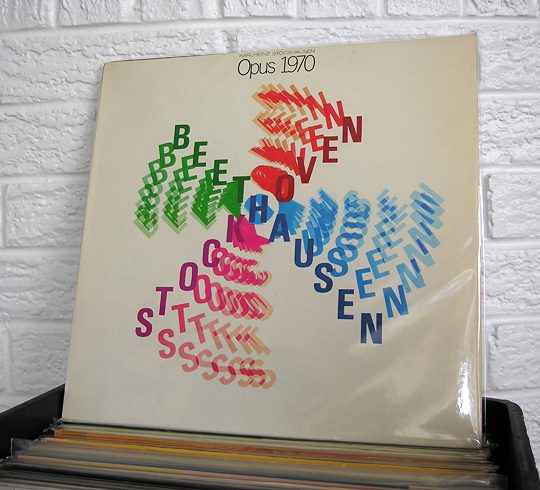 KARLHEINZ STOCKHAUSEN
Opus 1970
BEETHOVEN
STOCKHAUSEN